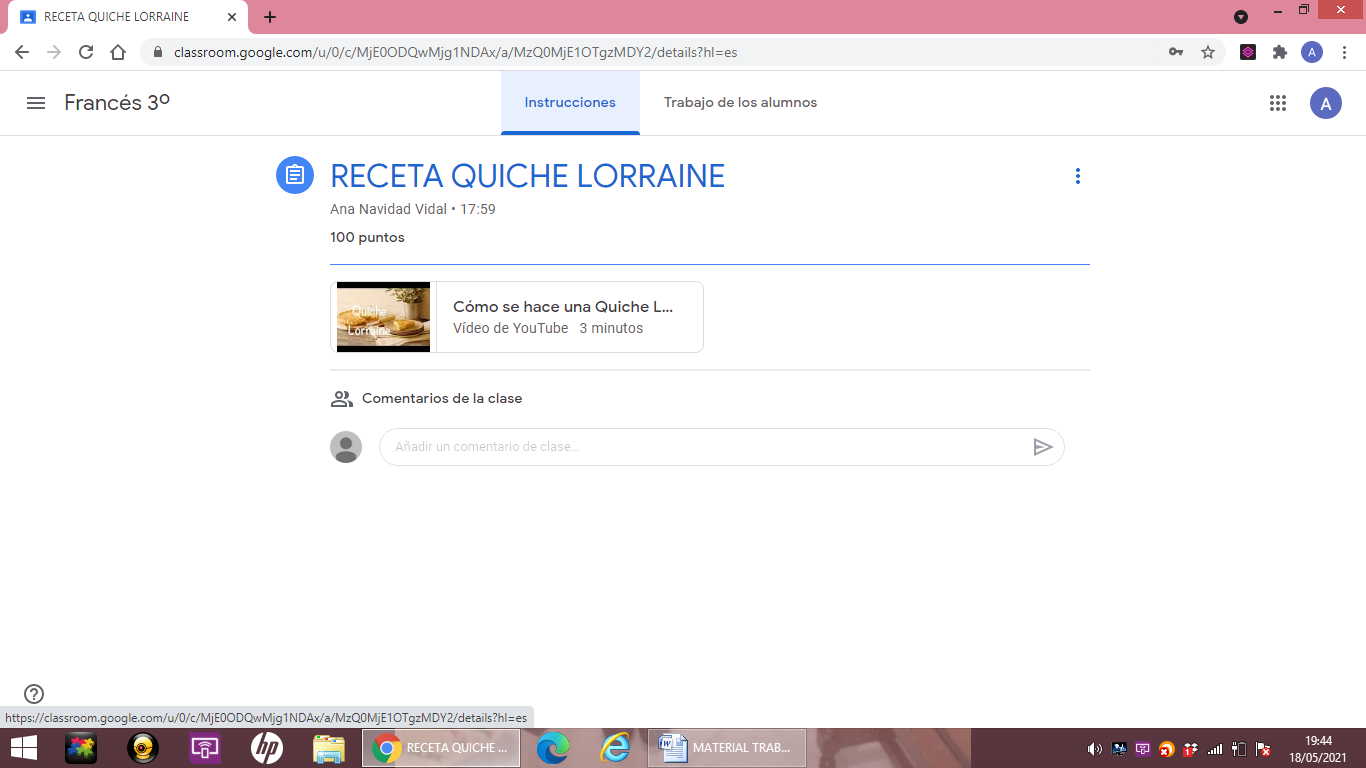 RECETA QUICHE LORRAINE
classroom.google.com/u/0/c/MjE0ODQwMjg1NDAx/a/MzQ0MjE1OTgzMDY2/details?hl=es
A
Francés 3º
Instrucciones
Trabajo de los alumnos
A
RECETA QUICHE LORRAINE
Ana Navidad Vidal • 17:59
100 puntos
Quiche
Lorraine
Cómo se hace una Quiche L...
Vídeo de YouTube 3 minutos
Comentarios de la clase
Añadir un comentario de clase...
https://classroom.google.com/u/0/c/MjE0ODQwMjg1NDAx/a/MzQ0MjE1OTgzMDY2/details?hl=es
hp
RECETA QUICHE ...
MATERIAL TRAB...
19:44
18/05/2021